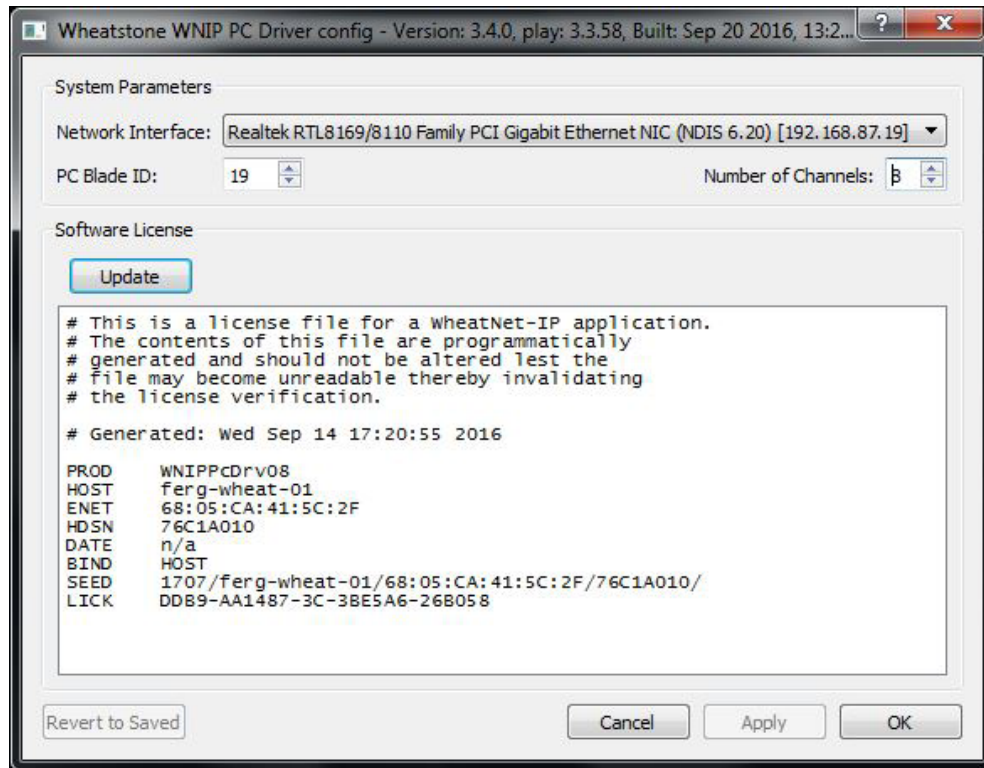 Wheatstone WNIP PC Driver config - Version: 3.4.0, play: 3.3.58, Built: Sep 20 2016, 13:2...
System Parameters
Network Interface: Realtek RTL8169/8110 Family PCI Gigabit Ethernet NIC (NDIS 6.20) [192.168.87.19]
PC Blade ID: 19 Number of Channels: 8
Software License
Update
# This is a license file for a WheatNet-IP application.
# The contents of this file are programmatically
# generated and should not be altered lest the
# file may become unreadable thereby invalidating
# the license verification.
# Generated: Wed Sep 14 17:20:55 2016
PROD WNIPPcDrv08
HOST ferg-wheat-01
ENET 68:05:CA:41:5C:2F
HDSN 76C1A010
DATE n/a
BIND HOST
SEED 1707/ferg-wheat-01/68:05:CA:41:5C:2F/76C1A010/
LICK DDB9-AA1487-3C-3BE5A6-26B058
Revert to Saved Cancel Apply OK